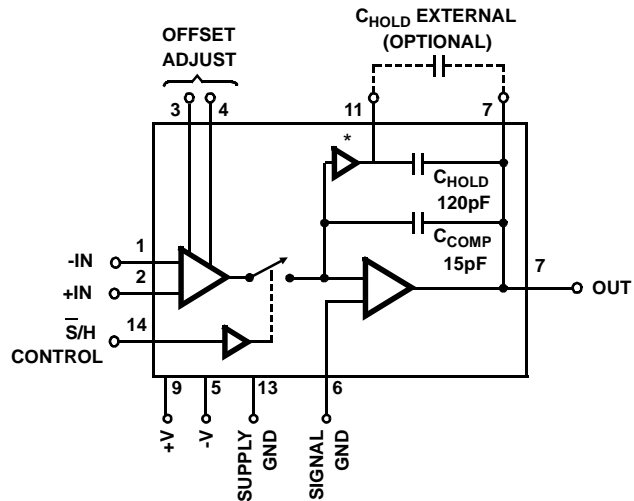 C_HOLD EXTERNAL
(OPTIONAL)
OFFSET
ADJUST
3 4 11 7
*
C_HOLD
120pF
C_COMP
15pF
-IN 1
+IN 2
7 OUT
S̅/H 14
CONTROL
9 5 13 6
+V
-V
SUPPLY
GND
SIGNAL
GND